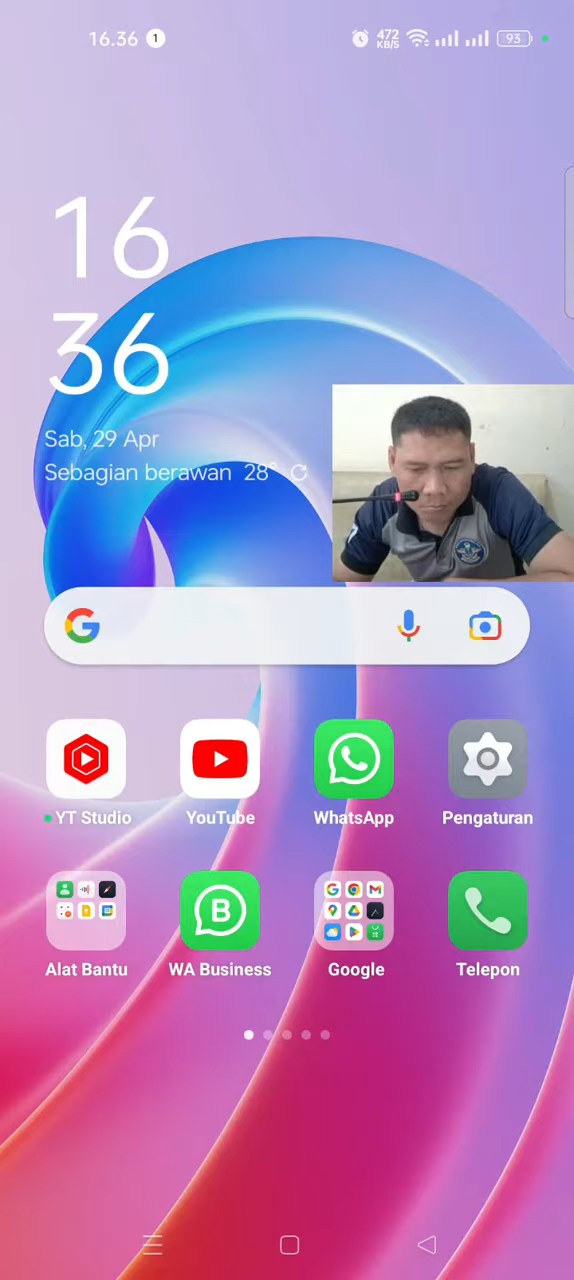 16.36 1 472 KB/S 93
16
36
Sab, 29 Apr
Sebagian berawan 28°
YT Studio YouTube WhatsApp Pengaturan
Alat Bantu WA Business Google Telepon